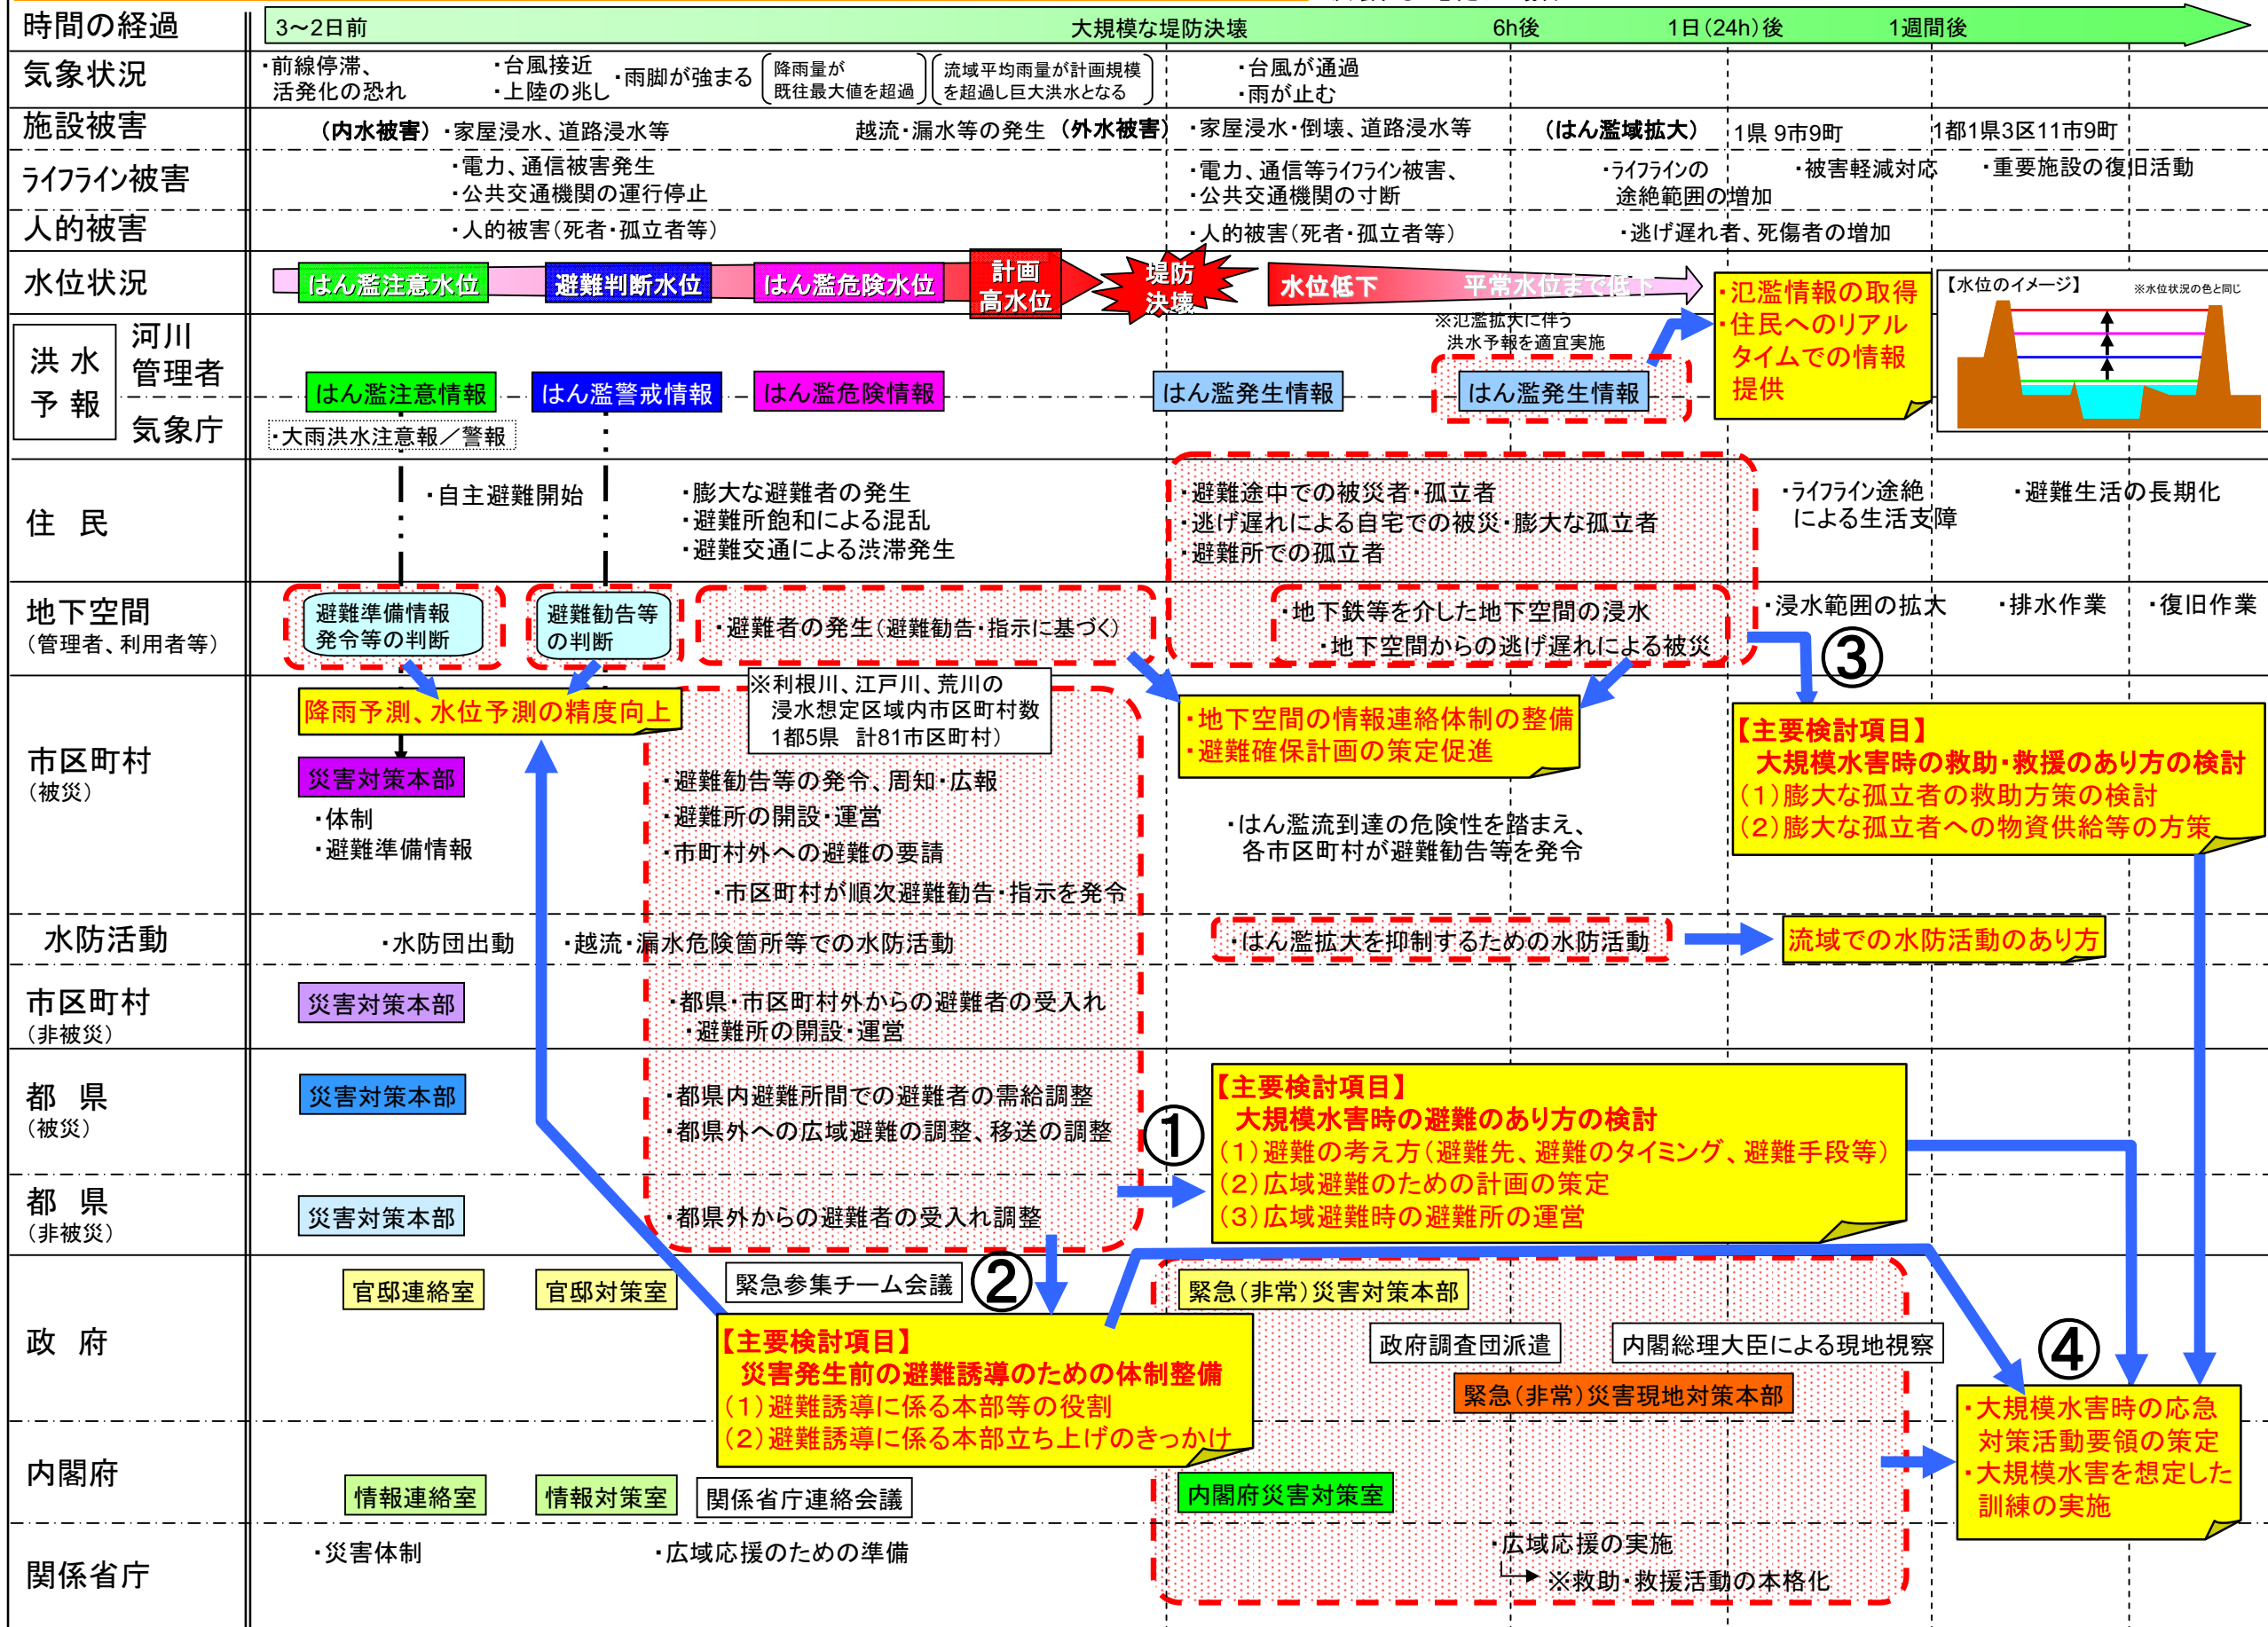 時間の経過
3～2日前
大規模な堤防決壊
6h後
1日(24h)後
1週間後
気象状況
・前線停滞、
活発化の恐れ
・台風接近
・上陸の兆し
・雨脚が強まる
降雨量が
既往最大値を超過
流域平均雨量が計画規模
を超過し巨大洪水となる
・台風が通過
・雨が止む
施設被害
(内水被害)
・家屋浸水、道路浸水等
越流・漏水等の発生
(外水被害)
・家屋浸水・倒壊、道路浸水等
(はん濫域拡大)
1県 9市9町
1都1県3区11市9町
ライフライン被害
・電力、通信被害発生
・公共交通機関の運行停止
・電力、通信等ライフライン被害、
・公共交通機関の寸断
・ライフラインの
途絶範囲の増加
・被害軽減対応
・重要施設の復旧活動
人的被害
・人的被害(死者・孤立者等)
・人的被害(死者・孤立者等)
・逃げ遅れ者、死傷者の増加
水位状況
はん濫注意水位
避難判断水位
はん濫危険水位
計画
高水位
堤防
決壊
水位低下
平常水位まで低下
・氾濫情報の取得
・住民へのリアル
タイムでの情報
提供
【水位のイメージ】
※水位状況の色と同じ
洪 水
予 報
河川
管理者
気象庁
はん濫注意情報
はん濫警戒情報
はん濫危険情報
はん濫発生情報
※氾濫拡大に伴う
洪水予報を適宜実施
はん濫発生情報
・大雨洪水注意報／警報
住 民
・自主避難開始
・膨大な避難者の発生
・避難所飽和による混乱
・避難交通による渋滞発生
・避難途中での被災者・孤立者
・逃げ遅れによる自宅での被災・膨大な孤立者
・避難所での孤立者
・ライフライン途絶
による生活支障
・避難生活の長期化
地下空間
(管理者、利用者等)
避難準備情報
発令等の判断
避難勧告等
の判断
・避難者の発生(避難勧告・指示に基づく)
・地下鉄等を介した地下空間の浸水
・地下空間からの逃げ遅れによる被災
・浸水範囲の拡大
・排水作業
・復旧作業
③
市区町村
(被災)
降雨予測、水位予測の精度向上
※利根川、江戸川、荒川の
浸水想定区域内市区町村数
1都5県 計81市区町村)
・地下空間の情報連絡体制の整備
・避難確保計画の策定促進
【主要検討項目】
大規模水害時の救助・救援のあり方の検討
(1)膨大な孤立者の救助方策の検討
(2)膨大な孤立者への物資供給等の方策
災害対策本部
・体制
・避難準備情報
・避難勧告等の発令、周知・広報
・避難所の開設・運営
・市町村外への避難の要請
・市区町村が順次避難勧告・指示を発令
・はん濫流到達の危険性を踏まえ、
各市区町村が避難勧告等を発令
水防活動
・水防団出動
・越流・漏水危険箇所等での水防活動
・はん濫拡大を抑制するための水防活動
流域での水防活動のあり方
市区町村
(非被災)
災害対策本部
・都県・市区町村外からの避難者の受入れ
・避難所の開設・運営
都 県
(被災)
災害対策本部
・都県内避難所間での避難者の需給調整
・都県外への広域避難の調整、移送の調整
①
【主要検討項目】
大規模水害時の避難のあり方の検討
(1)避難の考え方(避難先、避難のタイミング、避難手段等)
(2)広域避難のための計画の策定
(3)広域避難時の避難所の運営
都 県
(非被災)
災害対策本部
・都県外からの避難者の受入れ調整
政 府
官邸連絡室
官邸対策室
緊急参集チーム会議
②
緊急(非常)災害対策本部
【主要検討項目】
災害発生前の避難誘導のための体制整備
(1)避難誘導に係る本部等の役割
(2)避難誘導に係る本部立ち上げのきっかけ
政府調査団派遣
内閣総理大臣による現地視察
緊急(非常)災害現地対策本部
④
・大規模水害時の応急
対策活動要領の策定
・大規模水害を想定した
訓練の実施
内閣府
情報連絡室
情報対策室
関係省庁連絡会議
内閣府災害対策室
関係省庁
・災害体制
・広域応援のための準備
・広域応援の実施
※救助・救援活動の本格化